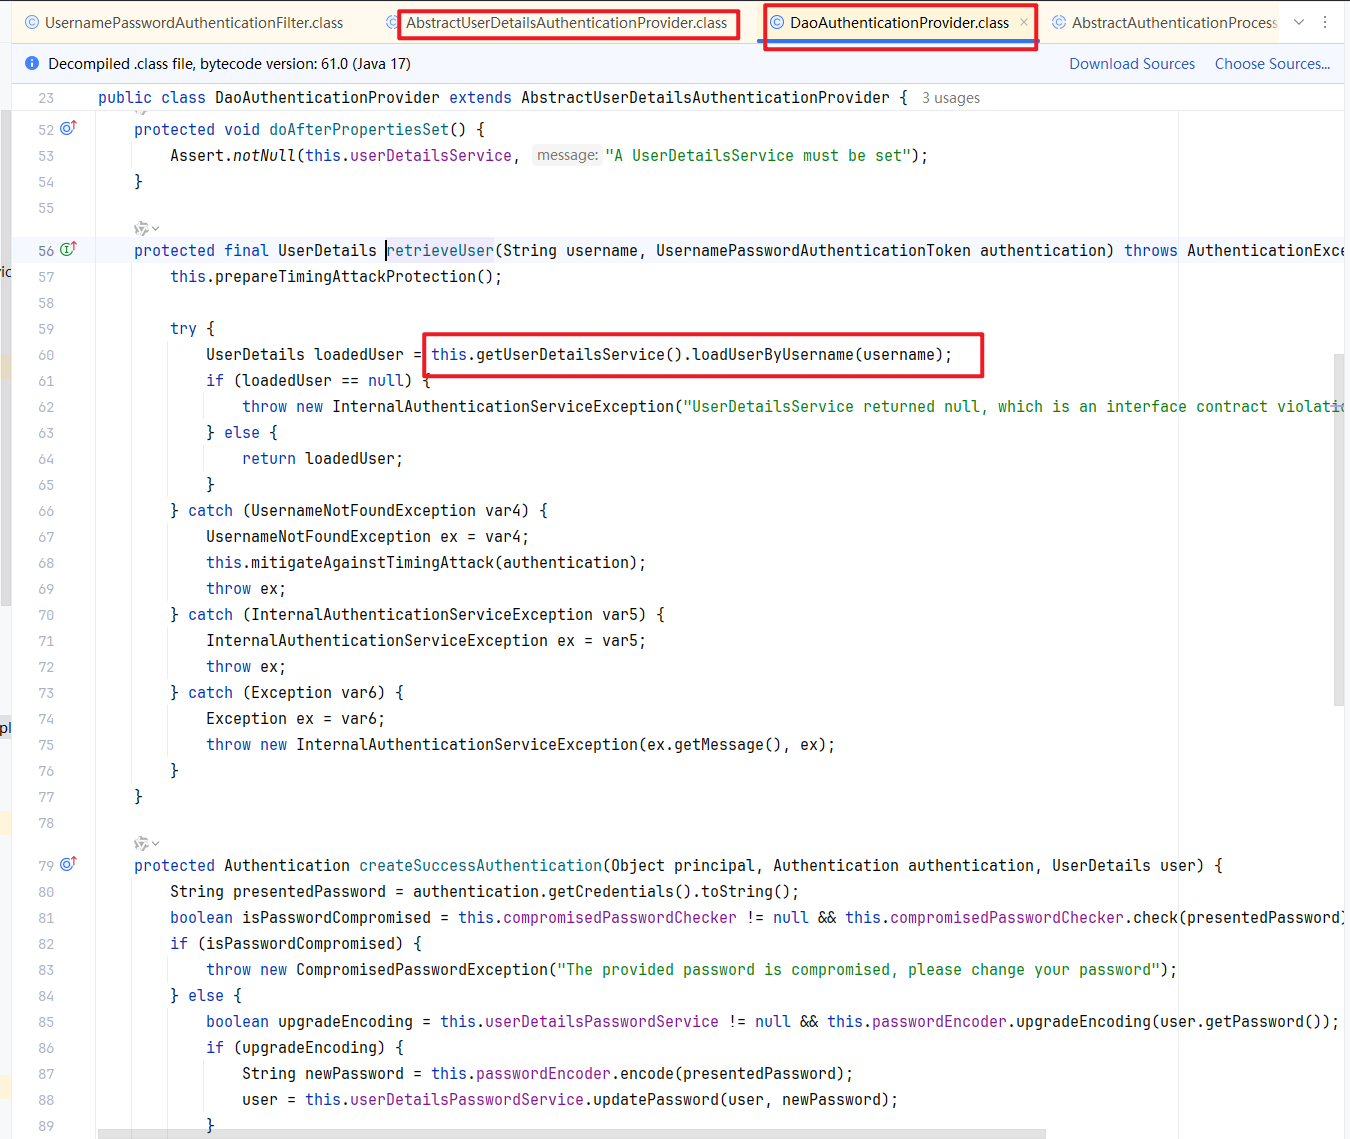 UsernamePasswordAuthenticationFilter.class AbstractUserDetailsAuthenticationProvider.class DaoAuthenticationProvider.class AbstractAuthenticationProcess
Decompiled .class file, bytecode version: 61.0 (Java 17) Download Sources Choose Sources...
23 public class DaoAuthenticationProvider extends AbstractUserDetailsAuthenticationProvider { 3 usages
52 protected void doAfterPropertiesSet() {
53 Assert.notNull(this.userDetailsService, message: "A UserDetailsService must be set");
54 }
55
56 protected final UserDetails retrieveUser(String username, UsernamePasswordAuthenticationToken authentication) throws AuthenticationExce
57 this.prepareTimingAttackProtection();
58
59 try {
60 UserDetails loadedUser = this.getUserDetailsService().loadUserByUsername(username);
61 if (loadedUser == null) {
62 throw new InternalAuthenticationServiceException("UserDetailsService returned null, which is an interface contract violatio
63 } else {
64 return loadedUser;
65 }
66 } catch (UsernameNotFoundException var4) {
67 UsernameNotFoundException ex = var4;
68 this.mitigateAgainstTimingAttack(authentication);
69 throw ex;
70 } catch (InternalAuthenticationServiceException var5) {
71 InternalAuthenticationServiceException ex = var5;
72 throw ex;
73 } catch (Exception var6) {
74 Exception ex = var6;
75 throw new InternalAuthenticationServiceException(ex.getMessage(), ex);
76 }
77 }
78
79 protected Authentication createSuccessAuthentication(Object principal, Authentication authentication, UserDetails user) {
80 String presentedPassword = authentication.getCredentials().toString();
81 boolean isPasswordCompromised = this.compromisedPasswordChecker != null && this.compromisedPasswordChecker.check(presentedPassword)
82 if (isPasswordCompromised) {
83 throw new CompromisedPasswordException("The provided password is compromised, please change your password");
84 } else {
85 boolean upgradeEncoding = this.userDetailsPasswordService != null && this.passwordEncoder.upgradeEncoding(user.getPassword());
86 if (upgradeEncoding) {
87 String newPassword = this.passwordEncoder.encode(presentedPassword);
88 user = this.userDetailsPasswordService.updatePassword(user, newPassword);
89 }